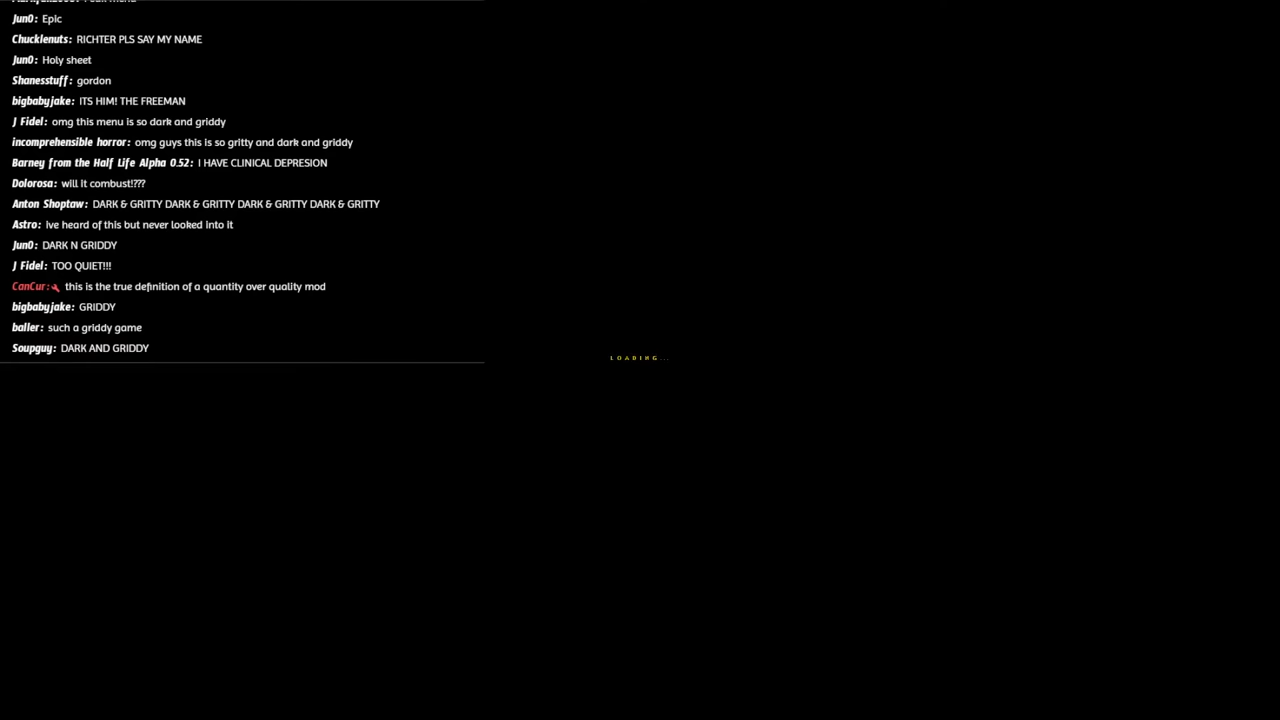 Jun0: Epic
Chucklenuts: RICHTER PLS SAY MY NAME
Jun0: Holy sheet
Shanesstuff: gordon
bigbabyjake: ITS HIM! THE FREEMAN
J Fidel: omg this menu is so dark and griddy
incomprehensible horror: omg guys this is so gritty and dark and griddy
Barney from the Half Life Alpha 0.52: I HAVE CLINICAL DEPRESION
Dolorosa: will it combust!???
Anton Shoptaw: DARK & GRITTY DARK & GRITTY DARK & GRITTY DARK & GRITTY
Astro: ive heard of this but never looked into it
Jun0: DARK N GRIDDY
J Fidel: TOO QUIET!!!
CanCur: this is the true definition of a quantity over quality mod
bigbabyjake: GRIDDY
baller: such a griddy game
Soupguy: DARK AND GRIDDY
LOADING...